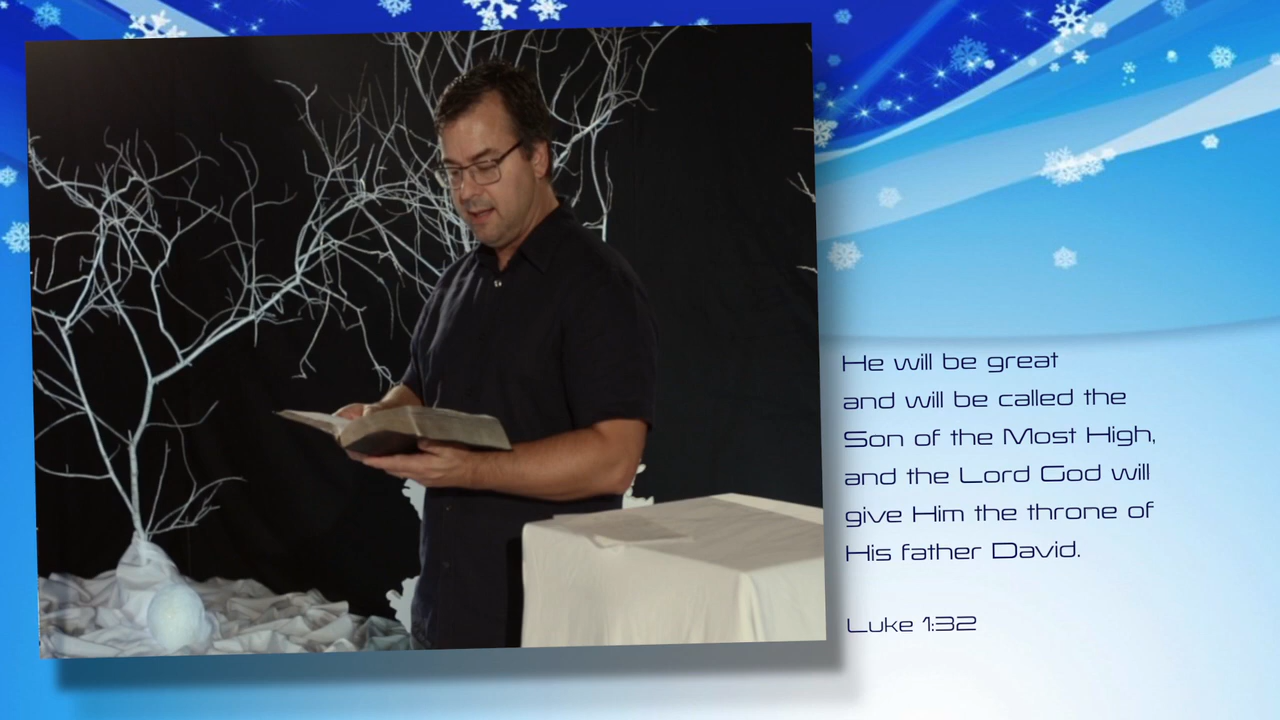 He will be great
and will be called the
Son of the Most High,
and the Lord God will
give Him the throne of
His father David.
Luke 1:32